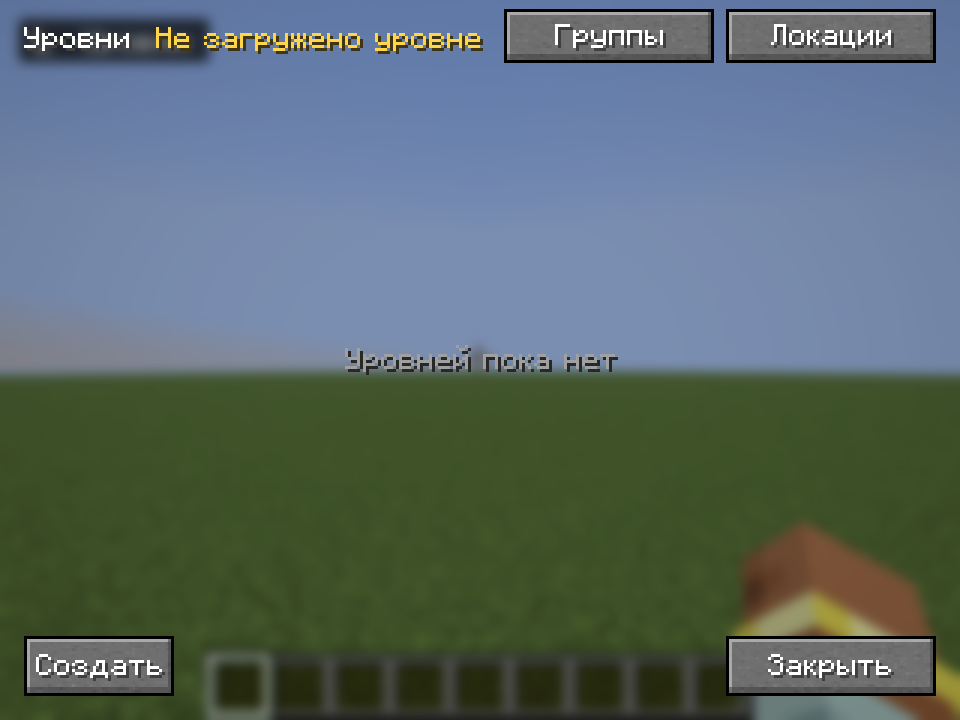 Уровни Не загружено уровне
Группы
Локации
Уровней пока нет
Создать
Закрыть